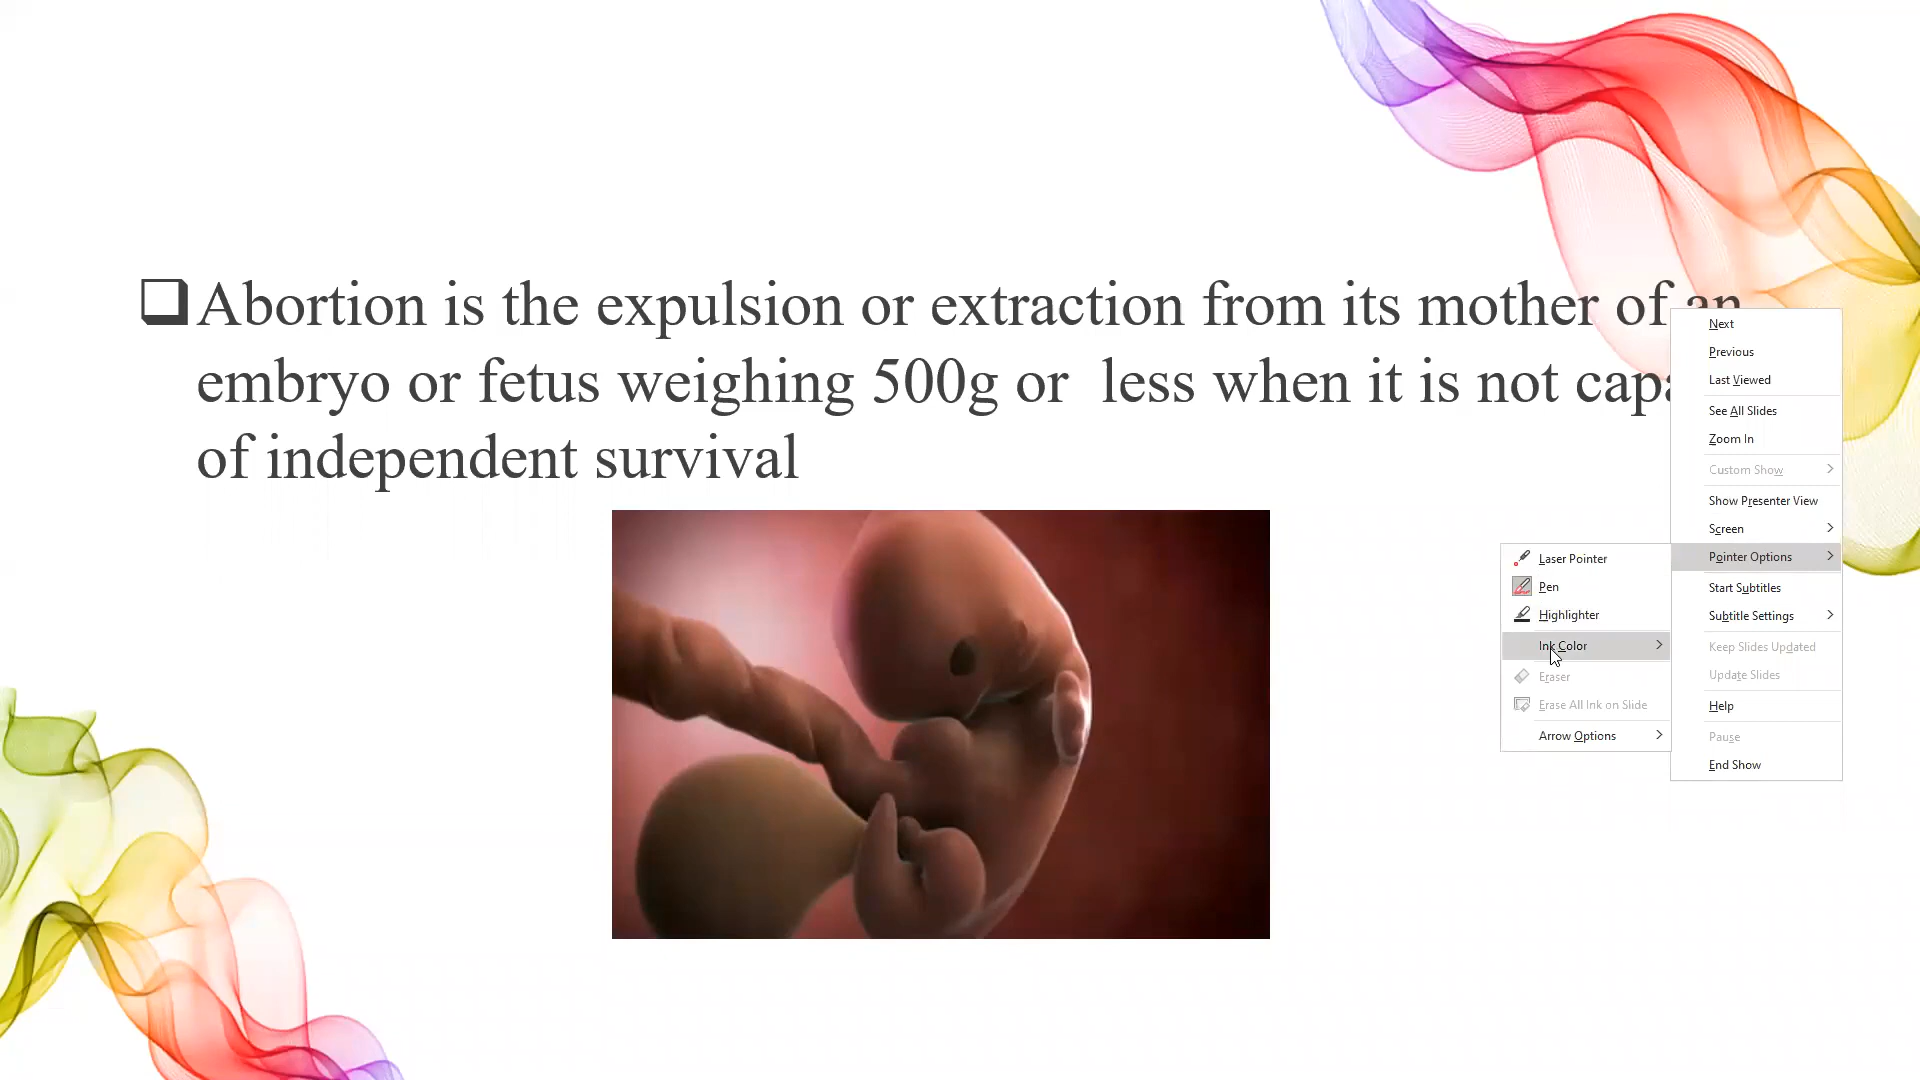 ❑Abortion is the expulsion or extraction from its mother of an
embryo or fetus weighing 500g or less when it is not
of independent survival
Next
Previous
Last Viewed
See All Slides
Zoom In
Custom Show
Show Presenter View
Screen
Pointer Options
Start Subtitles
Subtitle Settings
Keep Slides Updated
Update Slides
Help
Pause
End Show
Laser Pointer
Pen
Highlighter
Ink Color
Eraser
Erase All Ink on Slide
Arrow Options